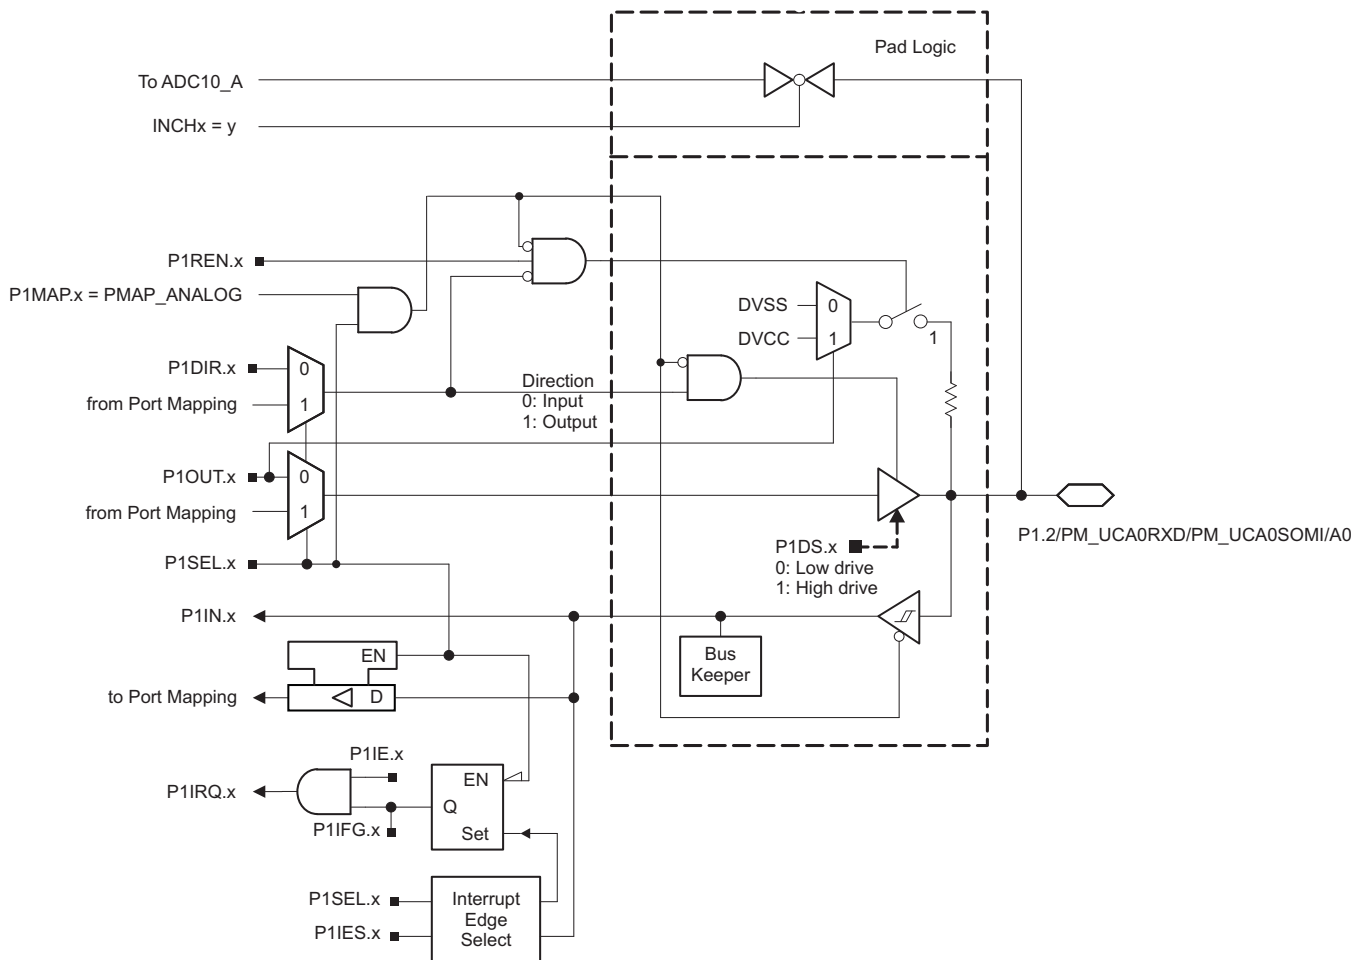 Pad Logic
To ADC10_A
INCHx = y
P1REN.x
P1MAP.x = PMAP_ANALOG
DVSS
0
DVCC
1
1
P1DIR.x
0
from Port Mapping
1
Direction
0: Input
1: Output
P1OUT.x
0
from Port Mapping
1
P1SEL.x
P1DS.x
0: Low drive
1: High drive
P1.2/PM_UCA0RXD/PM_UCA0SOMI/A0
P1IN.x
Bus
Keeper
EN
to Port Mapping
D
P1IE.x
EN
P1IRQ.x
Q
P1IFG.x
Set
P1SEL.x
P1IES.x
Interrupt
Edge
Select